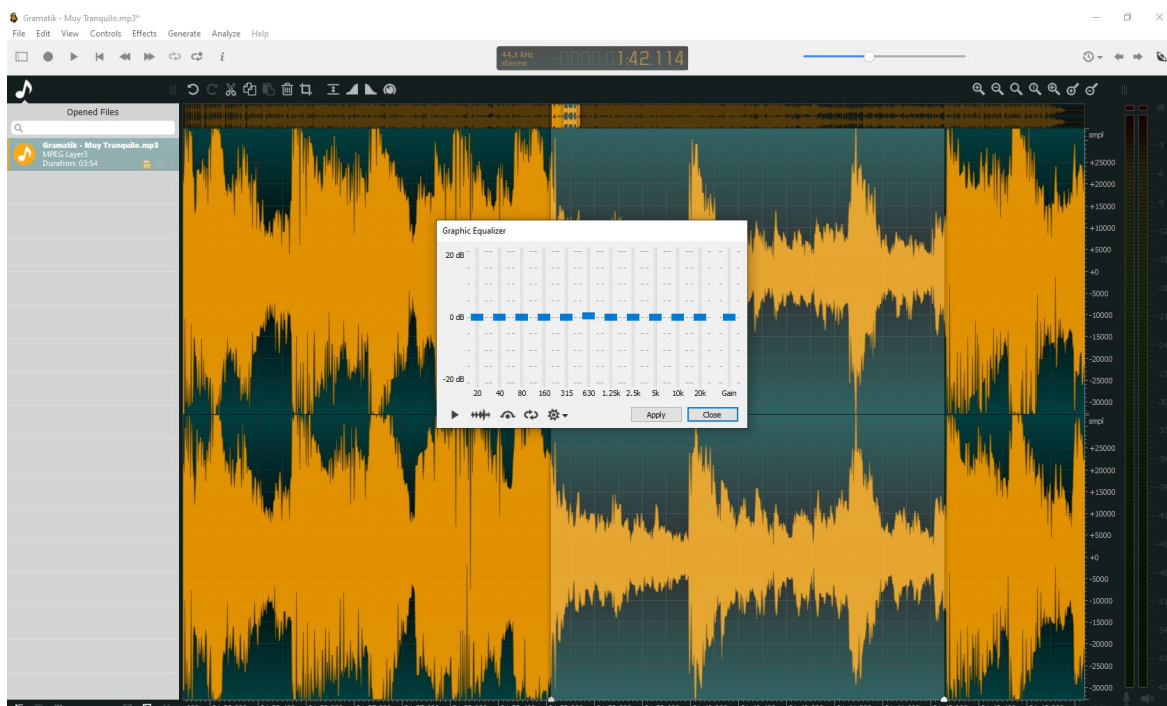 Gramatik - Muy Tranquilo.mp3*
File Edit View Controls Effects Generate Analyze Help
44.1 kHz
stereo
-0000:01:42.114
Opened Files
Gramatik - Muy Tranquilo.mp3
MPEG Layer3
Duration: 03:54
smpl
+25000
+20000
+15000
+10000
+5000
+0
-5000
-10000
-15000
-20000
-25000
-30000
smpl
+25000
+20000
+15000
+10000
+5000
+0
-5000
-10000
-15000
-20000
-25000
-30000
Graphic Equalizer
20 dB
0 dB
-20 dB
20 40 80 160 315 630 1.25k 2.5k 5k 10k 20k Gain
Apply Close